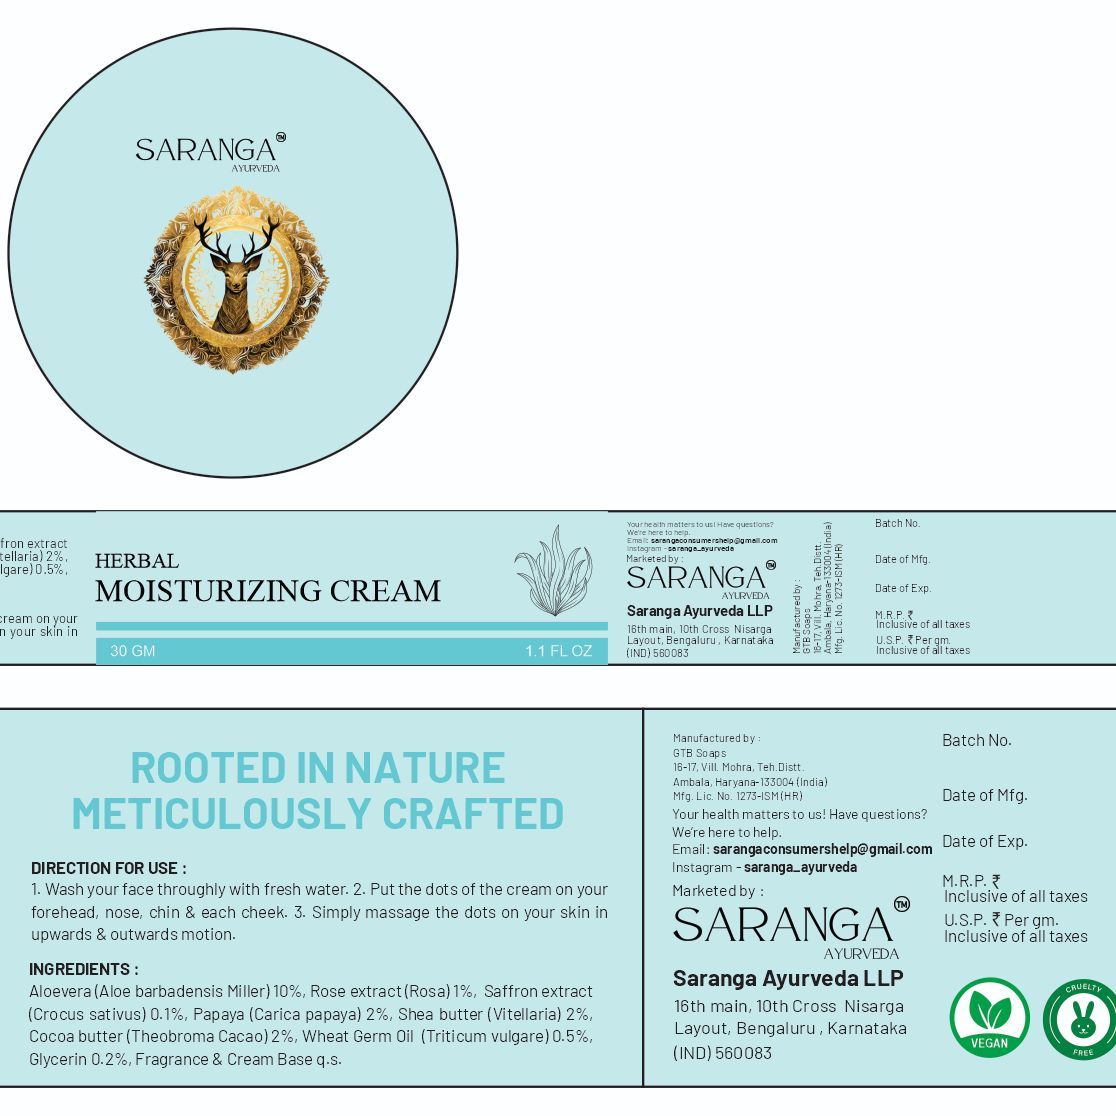 SARANGA™
AYURVEDA
ffron extract
tellaria) 2%,
lgare) 0.5%,
cream on your
n your skin in
HERBAL
MOISTURIZING CREAM
30 GM
1.1 FL OZ
Your health matters to us! Have questions?
We're here to help.
Email: sarangaconsumershelp@gmail.com
Instagram - saranga_ayurveda
Marketed by :
SARANGA™
AYURVEDA
Saranga Ayurveda LLP
16th main, 10th Cross Nisarga
Layout, Bengaluru , Karnataka
(IND) 560083
Manufactured by :
GTB Soaps
16-17, Vill. Mohra, Teh.Distt.
Ambala, Haryana-133004 (India)
Mfg. Lic. No. 1273-ISM (HR)
Batch No.
Date of Mfg.
Date of Exp.
M.R.P. ₹
Inclusive of all taxes
U.S.P. ₹ Per gm.
Inclusive of all taxes
ROOTED IN NATURE
METICULOUSLY CRAFTED
DIRECTION FOR USE :
1. Wash your face throughly with fresh water. 2. Put the dots of the cream on your
forehead, nose, chin & each cheek. 3. Simply massage the dots on your skin in
upwards & outwards motion.
INGREDIENTS :
Aloevera (Aloe barbadensis Miller) 10%, Rose extract (Rosa) 1%, Saffron extract
(Crocus sativus) 0.1%, Papaya (Carica papaya) 2%, Shea butter (Vitellaria) 2%,
Cocoa butter (Theobroma Cacao) 2%, Wheat Germ Oil (Triticum vulgare) 0.5%,
Glycerin 0.2%, Fragrance & Cream Base q.s.
Manufactured by :
GTB Soaps
16-17, Vill. Mohra, Teh.Distt.
Ambala, Haryana-133004 (India)
Mfg. Lic. No. 1273-ISM (HR)
Your health matters to us! Have questions?
We're here to help.
Email: sarangaconsumershelp@gmail.com
Instagram - saranga_ayurveda
Marketed by :
SARANGA™
AYURVEDA
Saranga Ayurveda LLP
16th main, 10th Cross Nisarga
Layout, Bengaluru , Karnataka
(IND) 560083
Batch No.
Date of Mfg.
Date of Exp.
M.R.P. ₹
Inclusive of all taxes
U.S.P. ₹ Per gm.
Inclusive of all taxes
VEGAN
CRUELTY
FREE